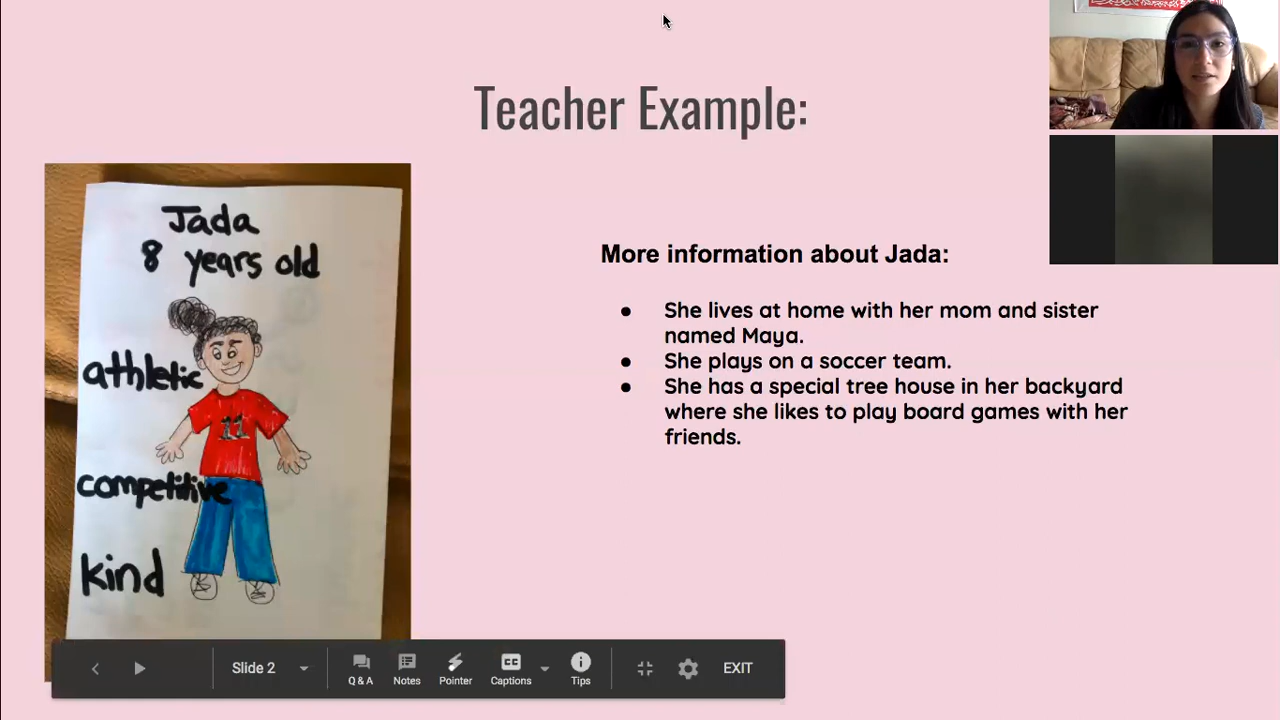 Teacher Example:
Jada
8 years old
athletic
competitive
kind
More information about Jada:
● She lives at home with her mom and sister
named Maya.
● She plays on a soccer team.
● She has a special tree house in her backyard
where she likes to play board games with her
friends.
11
Slide 2
Q & A
Notes
Pointer
CC
Captions
Tips
EXIT